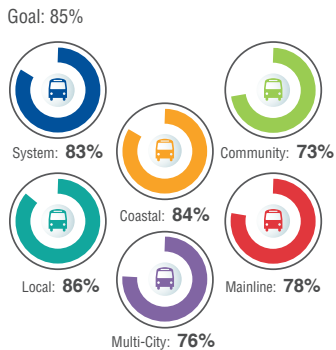 Goal: 85%
System: 83%
Community: 73%
Coastal: 84%
Local: 86%
Mainline: 78%
Multi-City: 76%